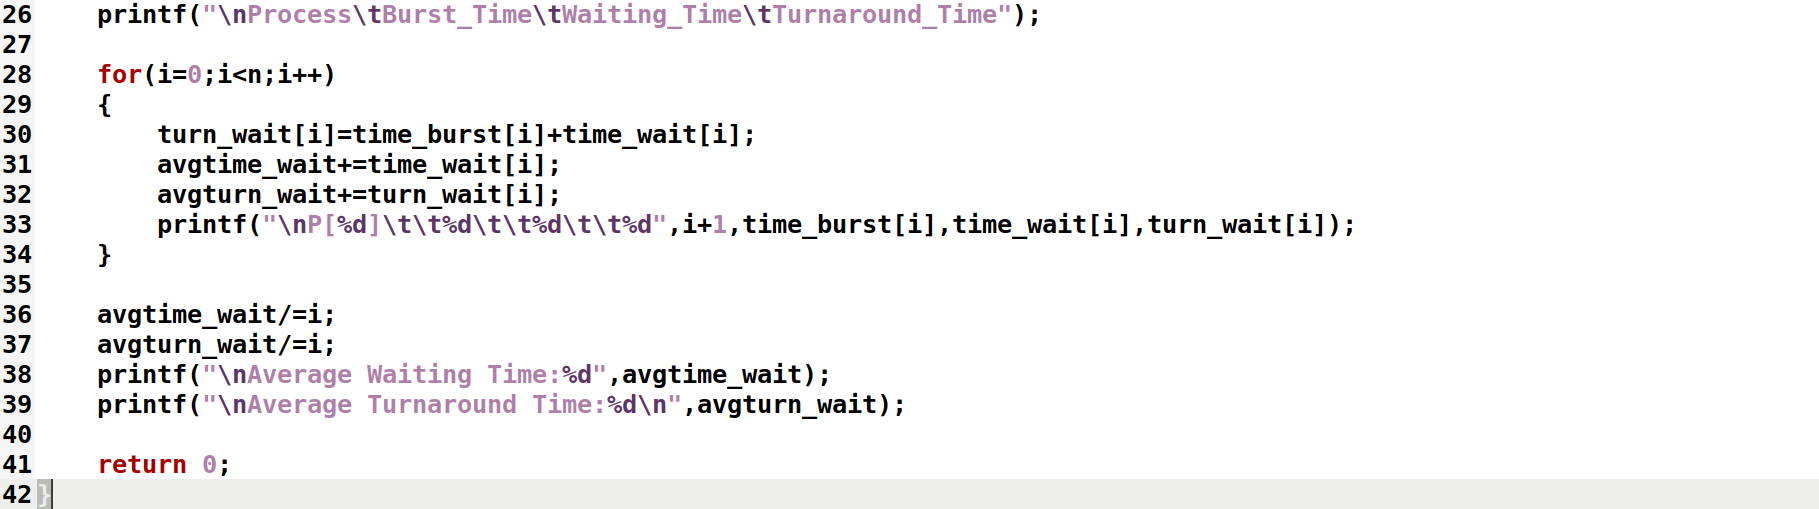 26 printf("\nProcess\tBurst_Time\tWaiting_Time\tTurnaround_Time");
27
28 for(i=0;i<n;i++)
29 {
30 turn_wait[i]=time_burst[i]+time_wait[i];
31 avgtime_wait+=time_wait[i];
32 avgturn_wait+=turn_wait[i];
33 printf("\nP[%d]\t\t%d\t\t%d\t\t%d",i+1,time_burst[i],time_wait[i],turn_wait[i]);
34 }
35
36 avgtime_wait/=i;
37 avgturn_wait/=i;
38 printf("\nAverage Waiting Time:%d",avgtime_wait);
39 printf("\nAverage Turnaround Time:%d\n",avgturn_wait);
40
41 return 0;
42 }